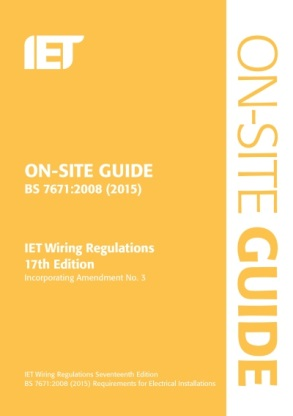 IET
ON-SITE GUIDE
BS 7671:2008 (2015)
IET Wiring Regulations
17th Edition
Incorporating Amendment No. 3
IET Wiring Regulations Seventeenth Edition
BS 7671:2008 (2015) Requirements for Electrical Installations
ON-SITE GUIDE